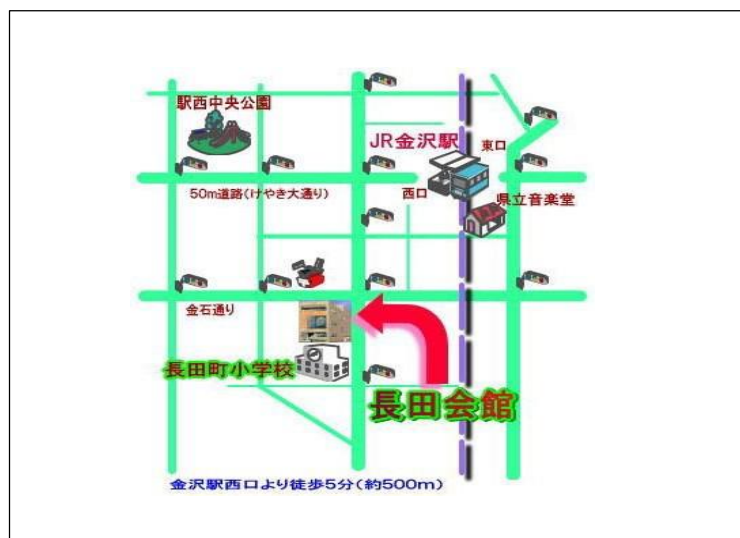 駅西中央公園
JR金沢駅
東口
50m道路(けやき大通り)
西口
県立音楽堂
金石通り
長田町小学校
長田会館
金沢駅西口より徒歩5分(約500m)